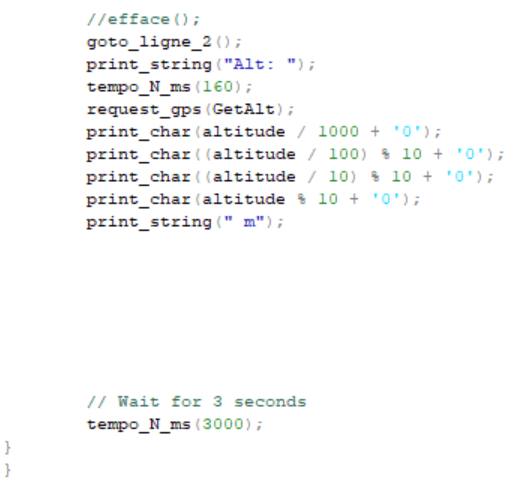 //efface();
goto_ligne_2();
print_string("Alt: ");
tempo_N_ms(160);
request_gps(GetAlt);
print_char(altitude / 1000 + '0');
print_char((altitude / 100) % 10 + '0');
print_char((altitude / 10) % 10 + '0');
print_char(altitude % 10 + '0');
print_string(" m");
// Wait for 3 seconds
tempo_N_ms(3000);
}
}